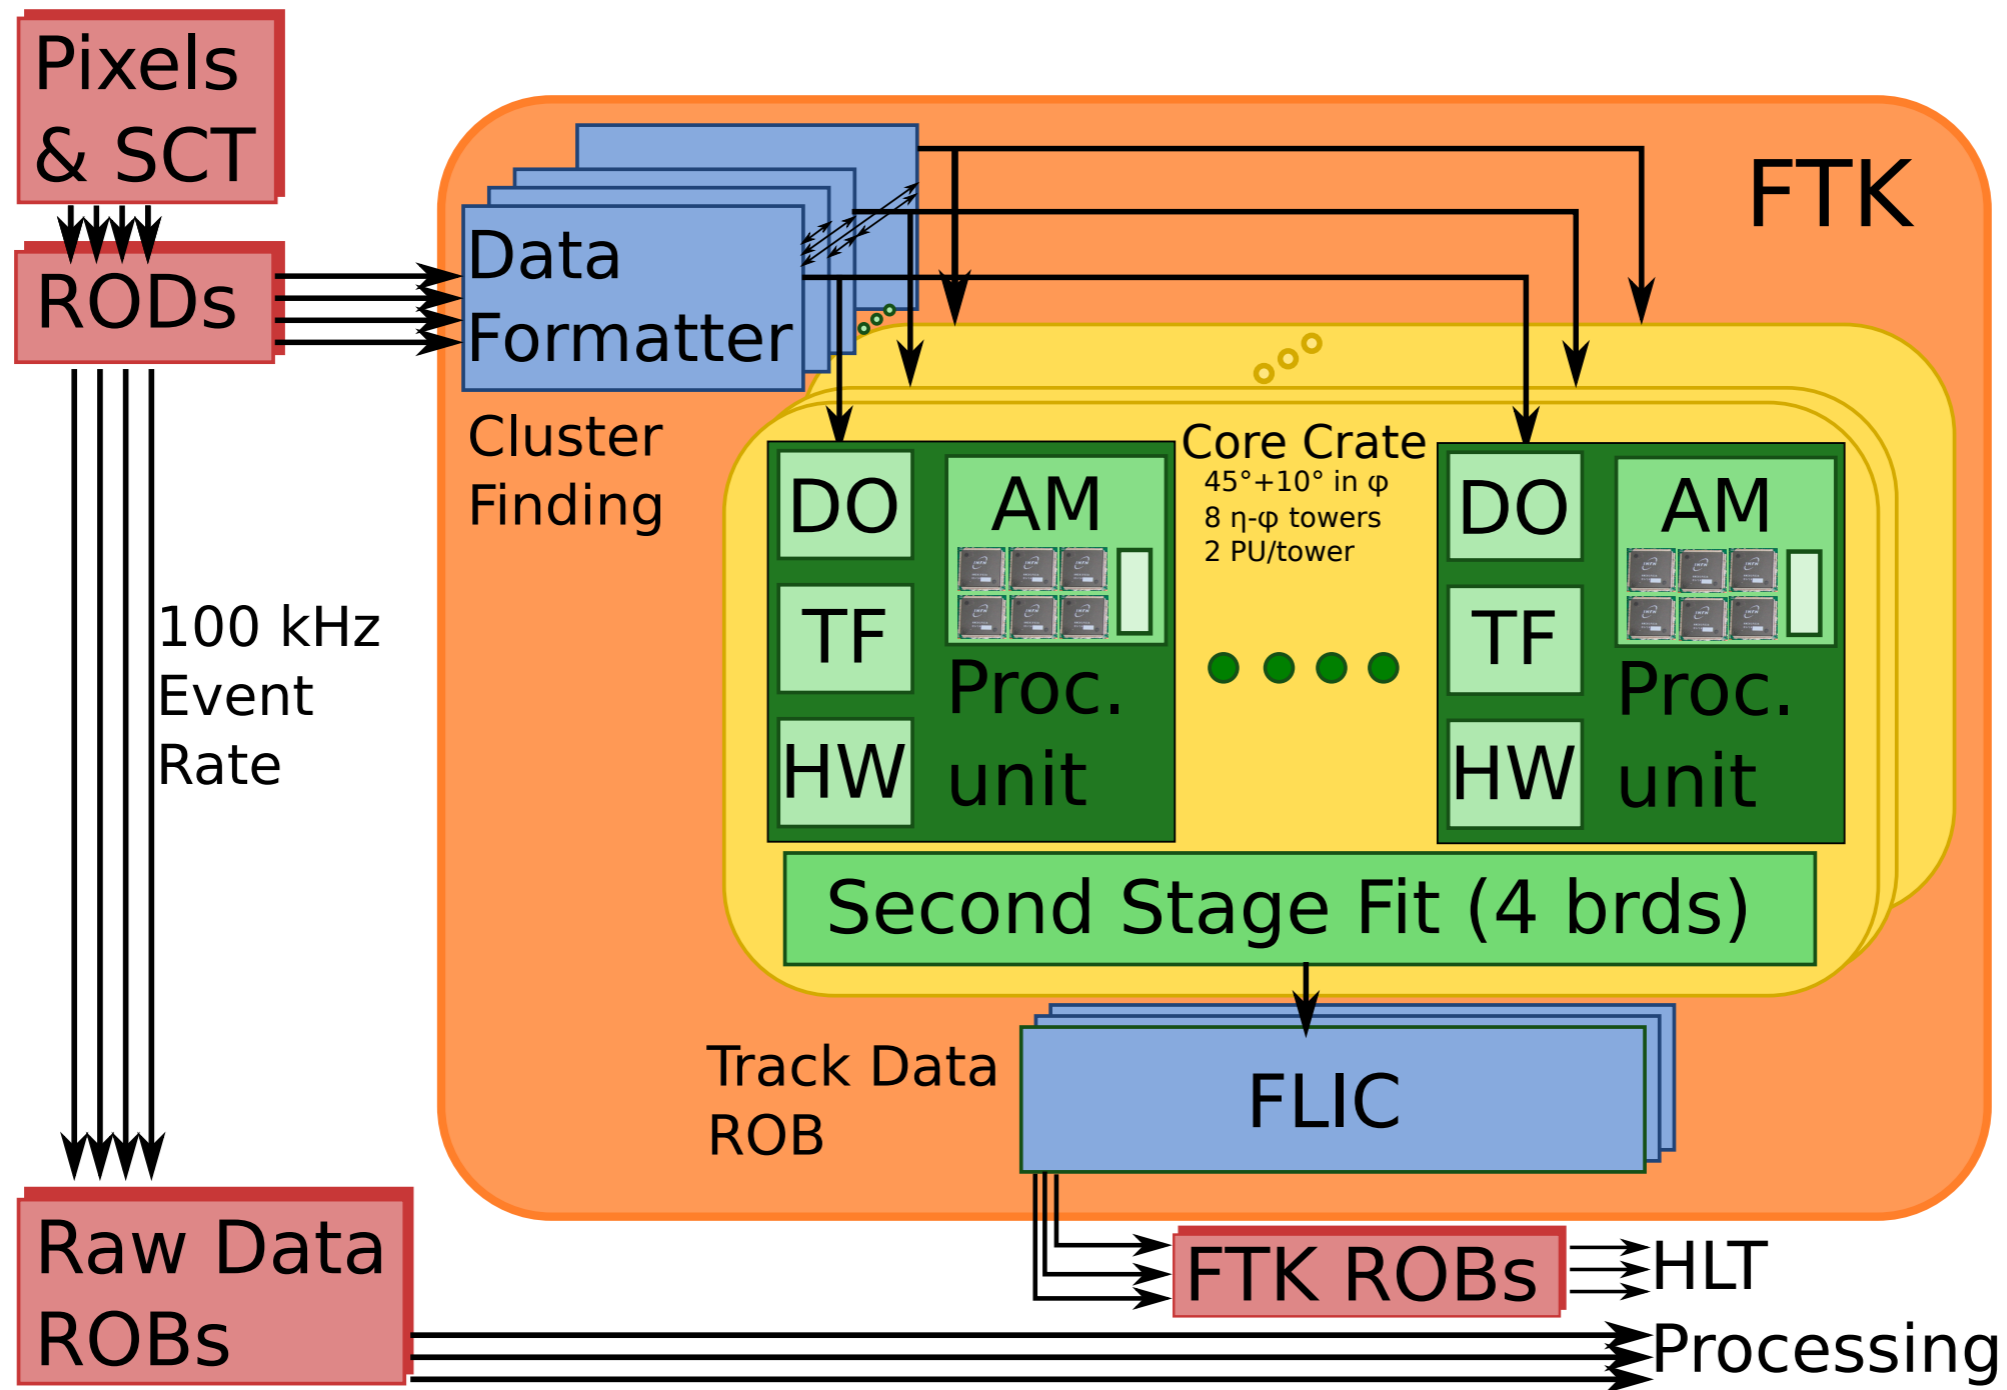 Pixels
& SCT
RODs
FTK
Data
Formatter
Cluster
Finding
Core Crate
45°+10° in φ
8 η-φ towers
2 PU/tower
DO
AM
TF
HW
Proc.
unit
DO
AM
TF
HW
Proc.
unit
100 kHz
Event
Rate
Second Stage Fit (4 brds)
Track Data
ROB
FLIC
Raw Data
ROBs
FTK ROBs
HLT
Processing